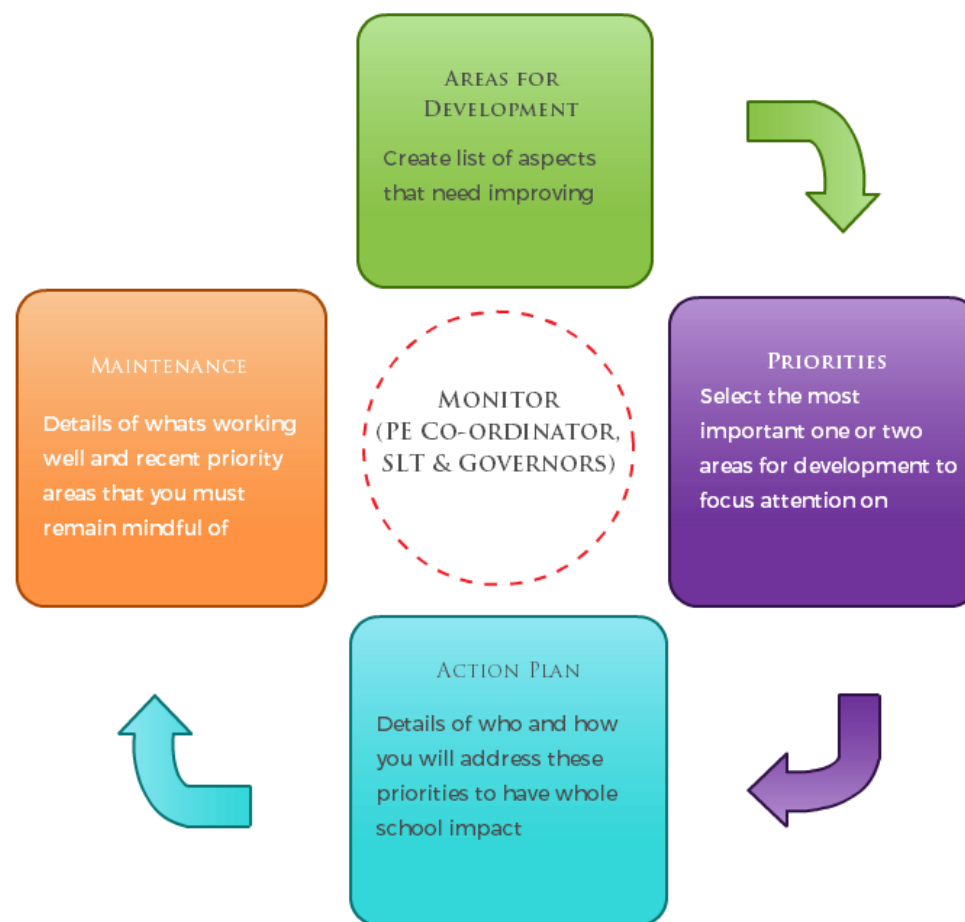 AREAS FOR
DEVELOPMENT
Create list of aspects
that need improving
PRIORITIES
Select the most
important one or two
areas for development to
focus attention on
ACTION PLAN
Details of who and how
you will address these
priorities to have whole
school impact
MAINTENANCE
Details of whats working
well and recent priority
areas that you must
remain mindful of
MONITOR
(PE CO-ORDINATOR,
SLT & GOVERNORS)